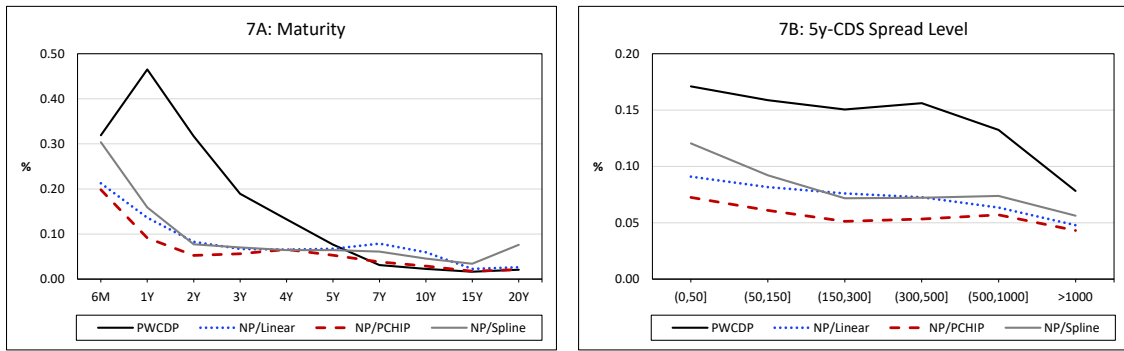 7A: Maturity
0.50
0.40
0.30
%
0.20
0.10
0.00
6M 1Y 2Y 3Y 4Y 5Y 7Y 10Y 15Y 20Y
PWCDP NP/Linear NP/PCHIP NP/Spline
7B: 5y-CDS Spread Level
0.20
0.15
%
0.10
0.05
0.00
(0,50] (50,150] (150,300] (300,500] (500,1000] >1000
PWCDP NP/Linear NP/PCHIP NP/Spline